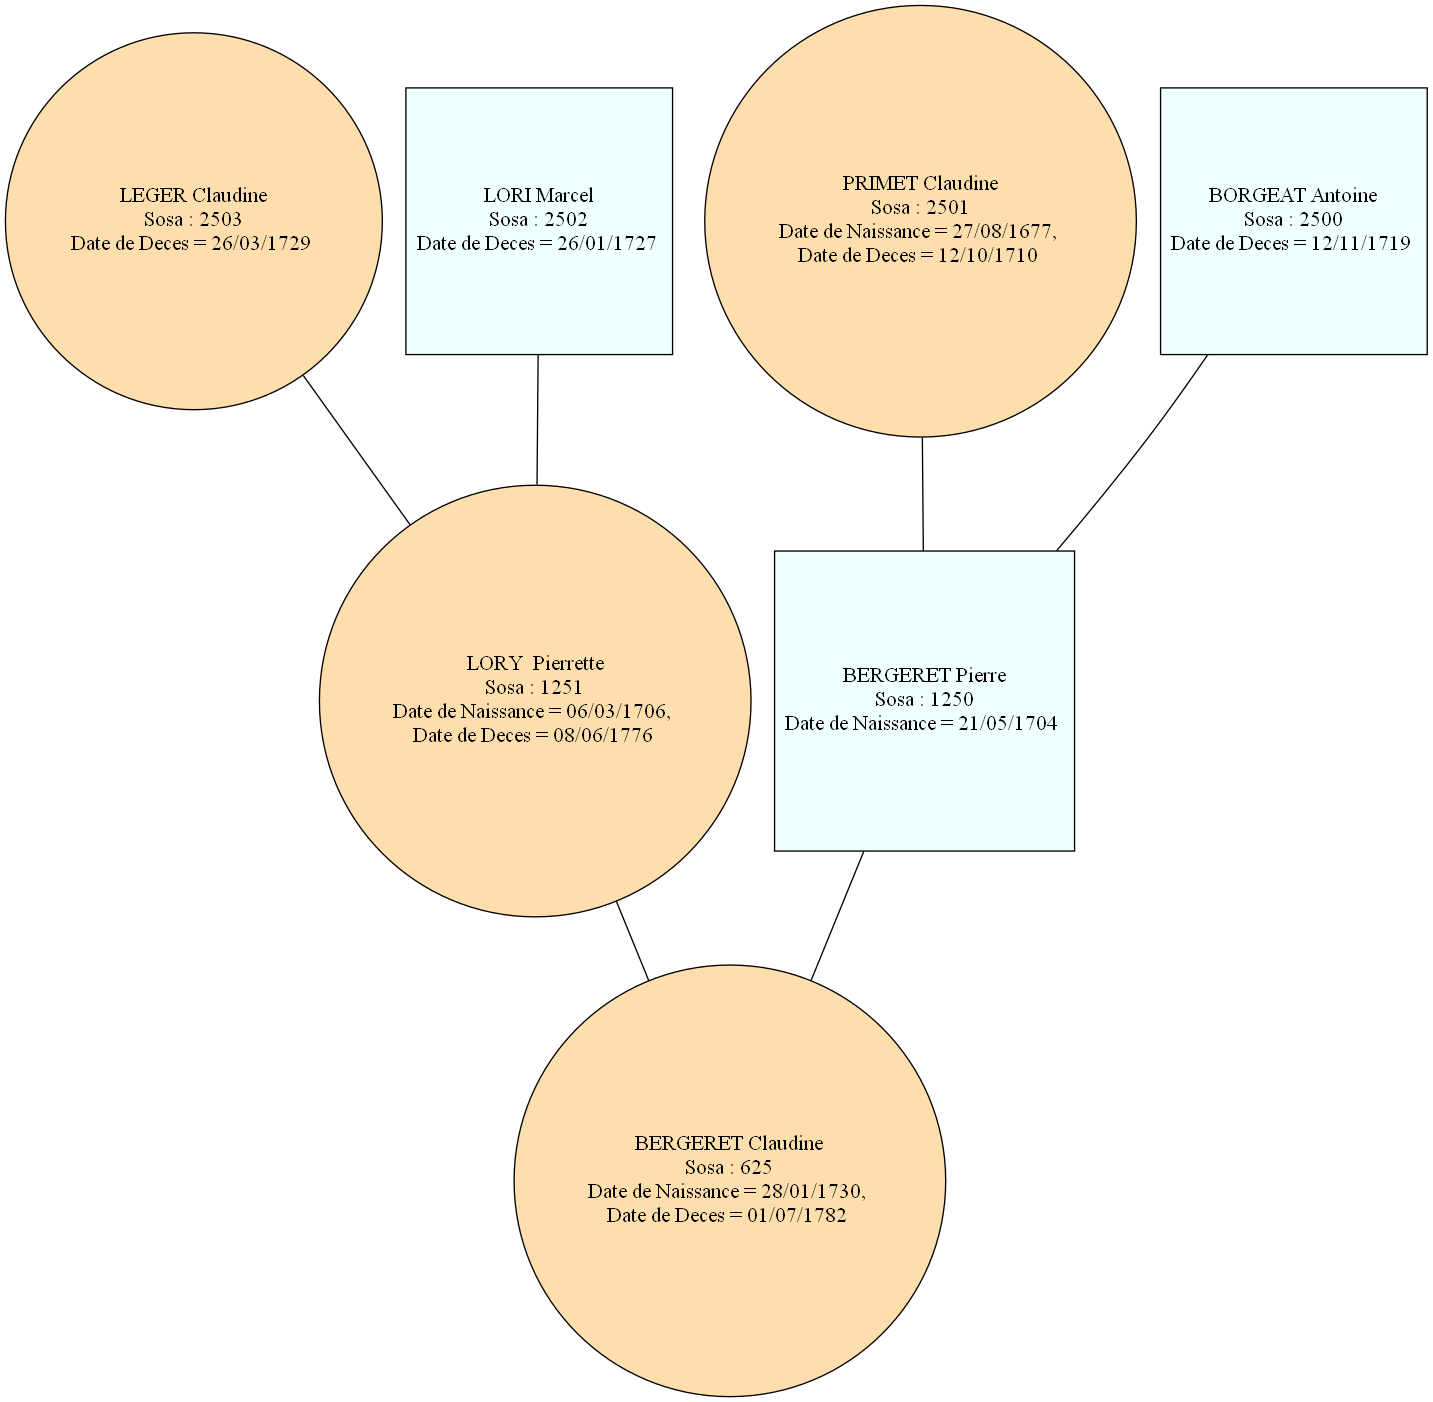 LEGER Claudine
Sosa : 2503
Date de Deces = 26/03/1729
LORI Marcel
Sosa : 2502
Date de Deces = 26/01/1727
PRIMET Claudine
Sosa : 2501
Date de Naissance = 27/08/1677,
Date de Deces = 12/10/1710
BORGEAT Antoine
Sosa : 2500
Date de Deces = 12/11/1719
LORY  Pierrette
Sosa : 1251
Date de Naissance = 06/03/1706,
Date de Deces = 08/06/1776
BERGERET Pierre
Sosa : 1250
Date de Naissance = 21/05/1704
BERGERET Claudine
Sosa : 625
Date de Naissance = 28/01/1730,
Date de Deces = 01/07/1782